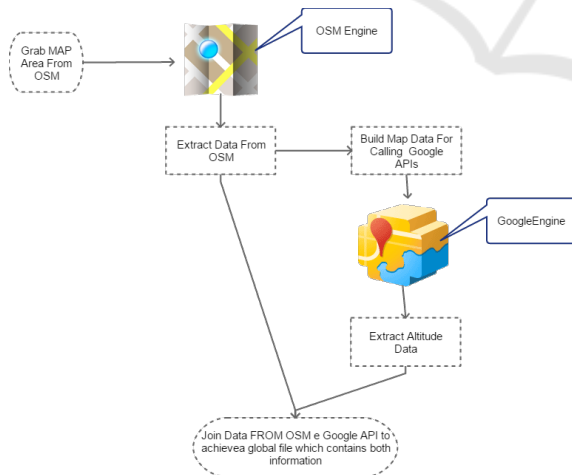 Grab MAP
Area From
OSM
OSM Engine
Extract Data From
OSM
Build Map Data For
Calling Google
APIs
GoogleEngine
Extract Altitude
Data
Join Data FROM OSM e Google API to
achievea global file which contains both
information